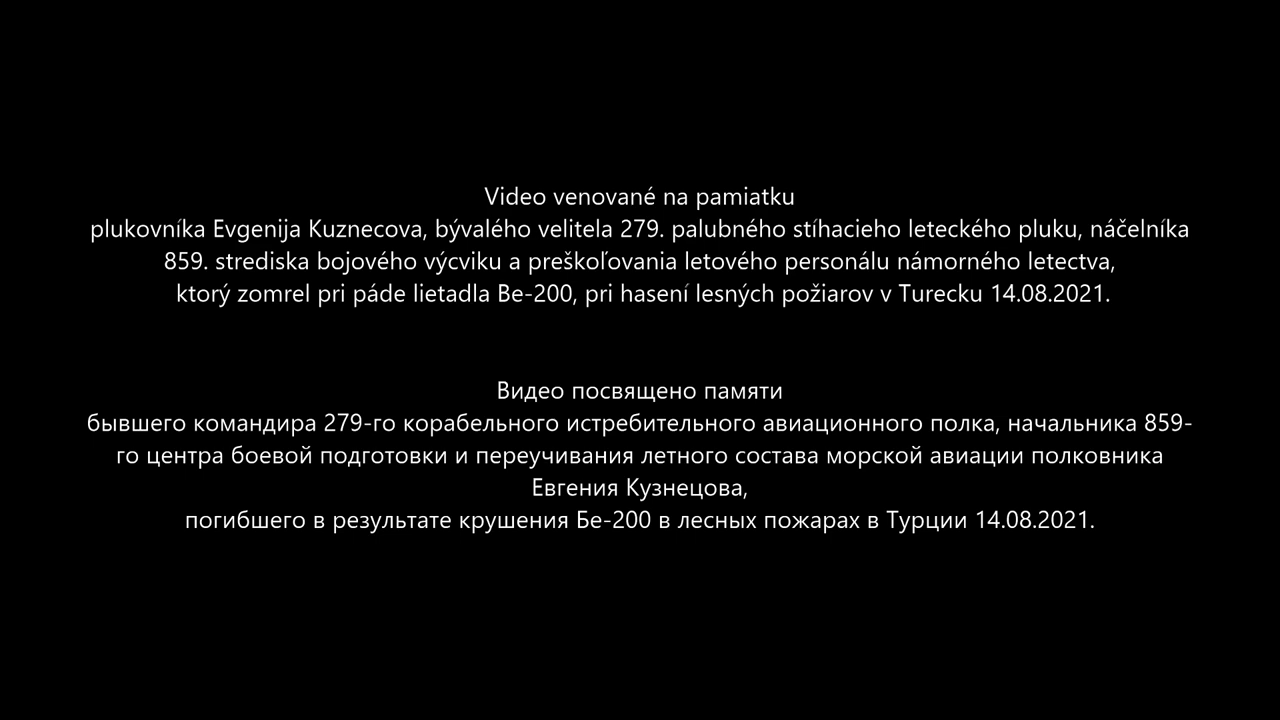 Video venované na pamiatku
plukovníka Evgenija Kuznecova, bývalého velitela 279. palubného stíhacieho leteckého pluku, náčelníka
859. strediska bojového výcviku a preškoľovania letového personálu námorného letectva,
ktorý zomrel pri páde lietadla Be-200, pri hasení lesných požiarov v Turecku 14.08.2021.
Видео посвящено памяти
бывшего командира 279-го корабельного истребительного авиационного полка, начальника 859-
го центра боевой подготовки и переучивания летного состава морской авиации полковника
Евгения Кузнецова,
погибшего в результате крушения Бе-200 в лесных пожарах в Турции 14.08.2021.